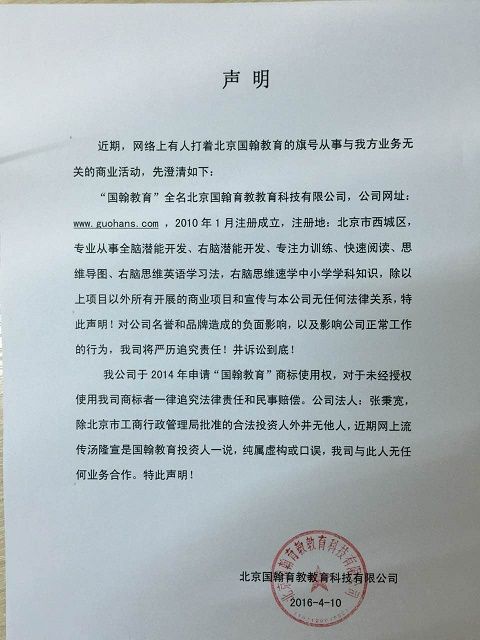 声 明
近期，网络上有人打着北京国翰教育的旗号从事与我方业务无
关的商业活动，先澄清如下：
“国翰教育”全名北京国翰育教教育科技有限公司，公司网址：
www.guohans.com ，2010 年 1 月注册成立，注册地：北京市西城区，
专业从事全脑潜能开发、右脑潜能开发、专注力训练、快速阅读、思
维导图、右脑思维英语学习法，右脑思维速学中小学学科知识，除以
上项目以外所有开展的商业项目和宣传与本公司无任何法律关系，特
此声明！对公司名誉和品牌造成的负面影响，以及影响公司正常工作
的行为，我司将严历追究责任！并诉讼到底！
我公司于 2014 年申请“国翰教育”商标使用权，对于未经授权
使用我司商标者一律追究法律责任和民事赔偿。公司法人：张秉宽，
除北京市工商行政管理局批准的合法投资人外并无他人，近期网上流
传汤隆宣是国翰教育投资人一说，纯属虚构或口误，我司与此人无任
何业务合作。特此声明！
北京国翰育教教育科技有限公司
2016-4-10
北京国翰育教教育科技有限公司